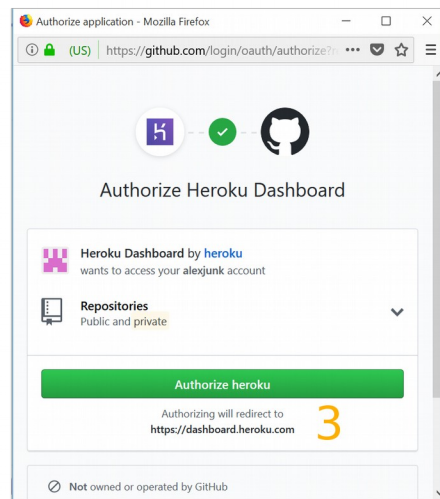 Authorize application - Mozilla Firefox
(US) https://github.com/login/oauth/authorize?r
Authorize Heroku Dashboard
Heroku Dashboard by heroku
wants to access your alexjunk account
Repositories
Public and private
Authorize heroku
Authorizing will redirect to
https://dashboard.heroku.com
3
Not owned or operated by GitHub